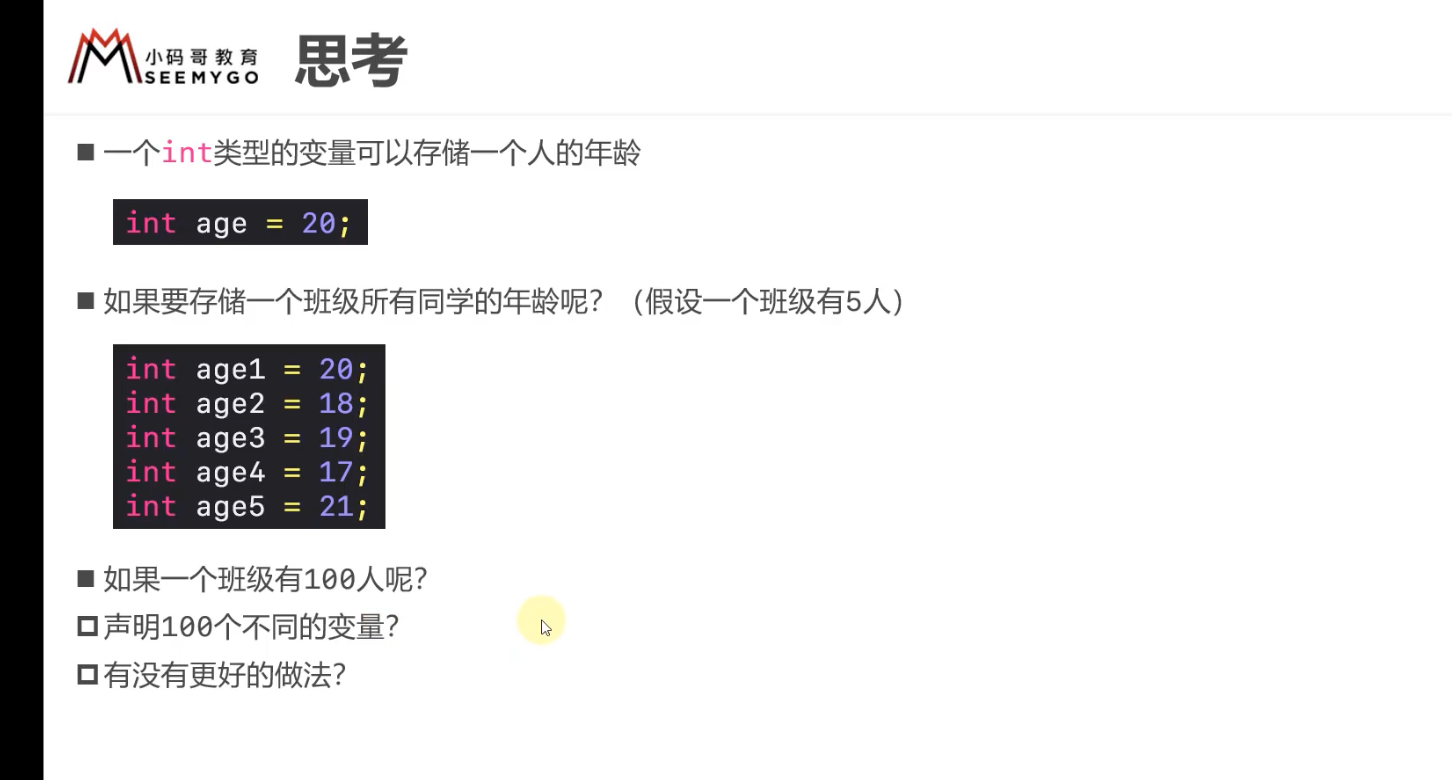 小码哥教育
SEEMYGO
思考
一个int类型的变量可以存储一个人的年龄
int age = 20;
如果要存储一个班级所有同学的年龄呢？（假设一个班级有5人）
int age1 = 20;
int age2 = 18;
int age3 = 19;
int age4 = 17;
int age5 = 21;
如果一个班级有100人呢？
声明100个不同的变量？
有没有更好的做法？